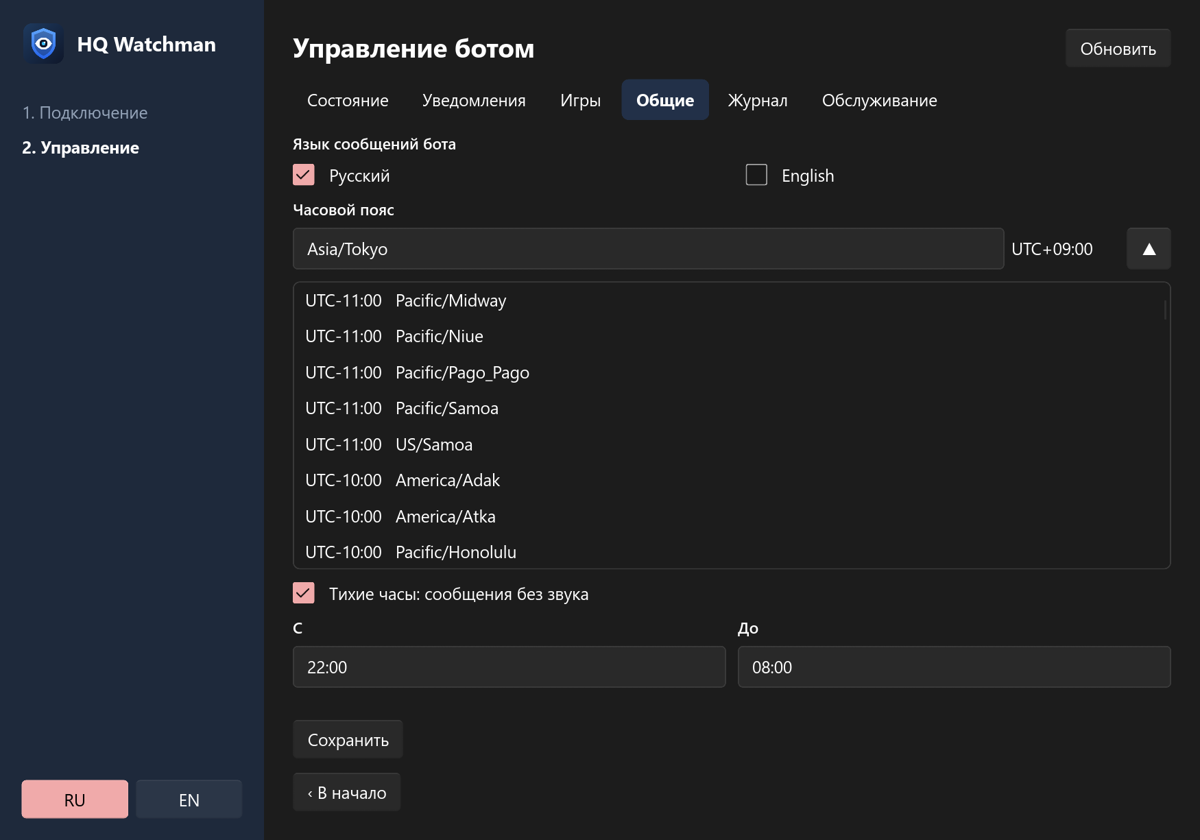 HQ Watchman
1. Подключение
2. Управление
RU
EN
Управление ботом
Обновить
Состояние
Уведомления
Игры
Общие
Журнал
Обслуживание
Язык сообщений бота
Русский
English
Часовой пояс
Asia/Tokyo
UTC+09:00
▲
UTC-11:00 Pacific/Midway
UTC-11:00 Pacific/Niue
UTC-11:00 Pacific/Pago_Pago
UTC-11:00 Pacific/Samoa
UTC-11:00 US/Samoa
UTC-10:00 America/Adak
UTC-10:00 America/Atka
UTC-10:00 Pacific/Honolulu
Тихие часы: сообщения без звука
С
До
22:00
08:00
Сохранить
‹ В начало